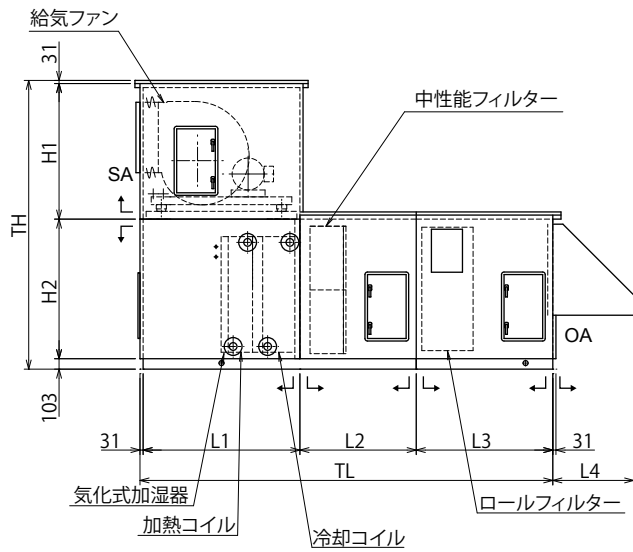 給気ファン
31
中性能フィルター
H1
SA
TH
H2
OA
103
31
L1
L2
L3
31
TL
L4
気化式加湿器
加熱コイル
冷却コイル
ロールフィルター